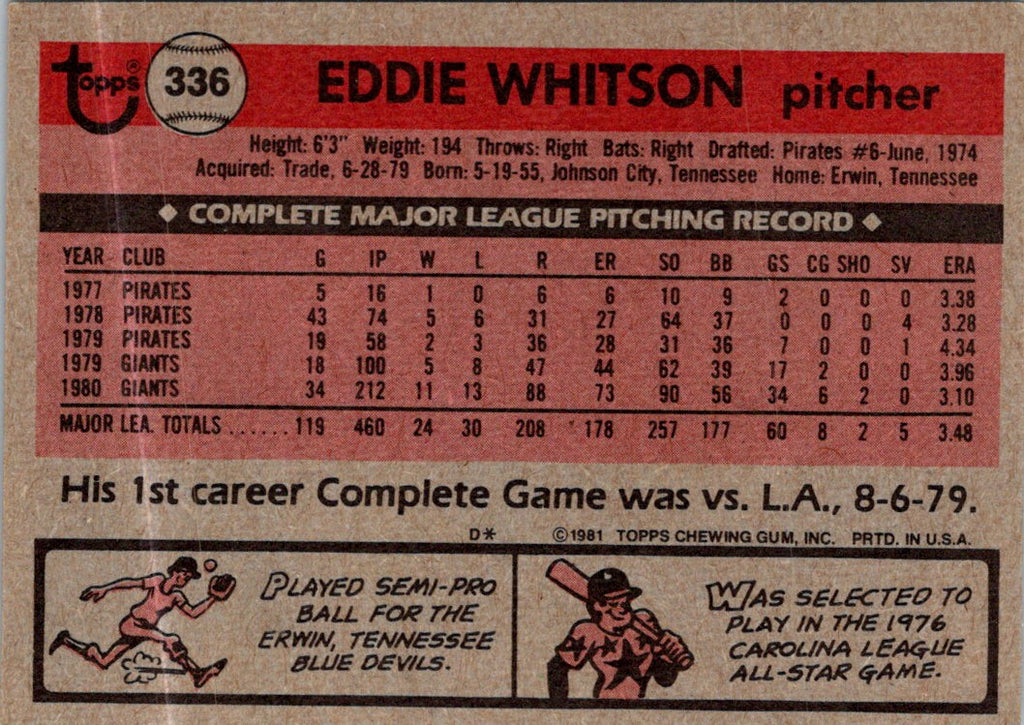 topps® 336 EDDIE WHITSON pitcher
Height: 6'3" Weight: 194 Throws: Right Bats: Right Drafted: Pirates #6-June, 1974
Acquired: Trade, 6-28-79 Born: 5-19-55, Johnson City, Tennessee Home: Erwin, Tennessee
◆ COMPLETE MAJOR LEAGUE PITCHING RECORD ◆
YEAR CLUB G IP W L R ER SO BB GS CG SHO SV ERA
1977 PIRATES 5 16 1 0 6 6 10 9 2 0 0 0 3.38
1978 PIRATES 43 74 5 6 31 27 64 37 0 0 0 4 3.28
1979 PIRATES 19 58 2 3 36 28 31 36 7 0 0 1 4.34
1979 GIANTS 18 100 5 8 47 44 62 39 17 2 0 0 3.96
1980 GIANTS 34 212 11 13 88 73 90 56 34 6 2 0 3.10
MAJOR LEA. TOTALS ...... 119 460 24 30 208 178 257 177 60 8 2 5 3.48
His 1st career Complete Game was vs. L.A., 8-6-79.
D* ©1981 TOPPS CHEWING GUM, INC. PRTD. IN U.S.A.
PLAYED SEMI-PRO
BALL FOR THE
ERWIN, TENNESSEE
BLUE DEVILS.
WAS SELECTED TO
PLAY IN THE 1976
CAROLINA LEAGUE
ALL-STAR GAME.